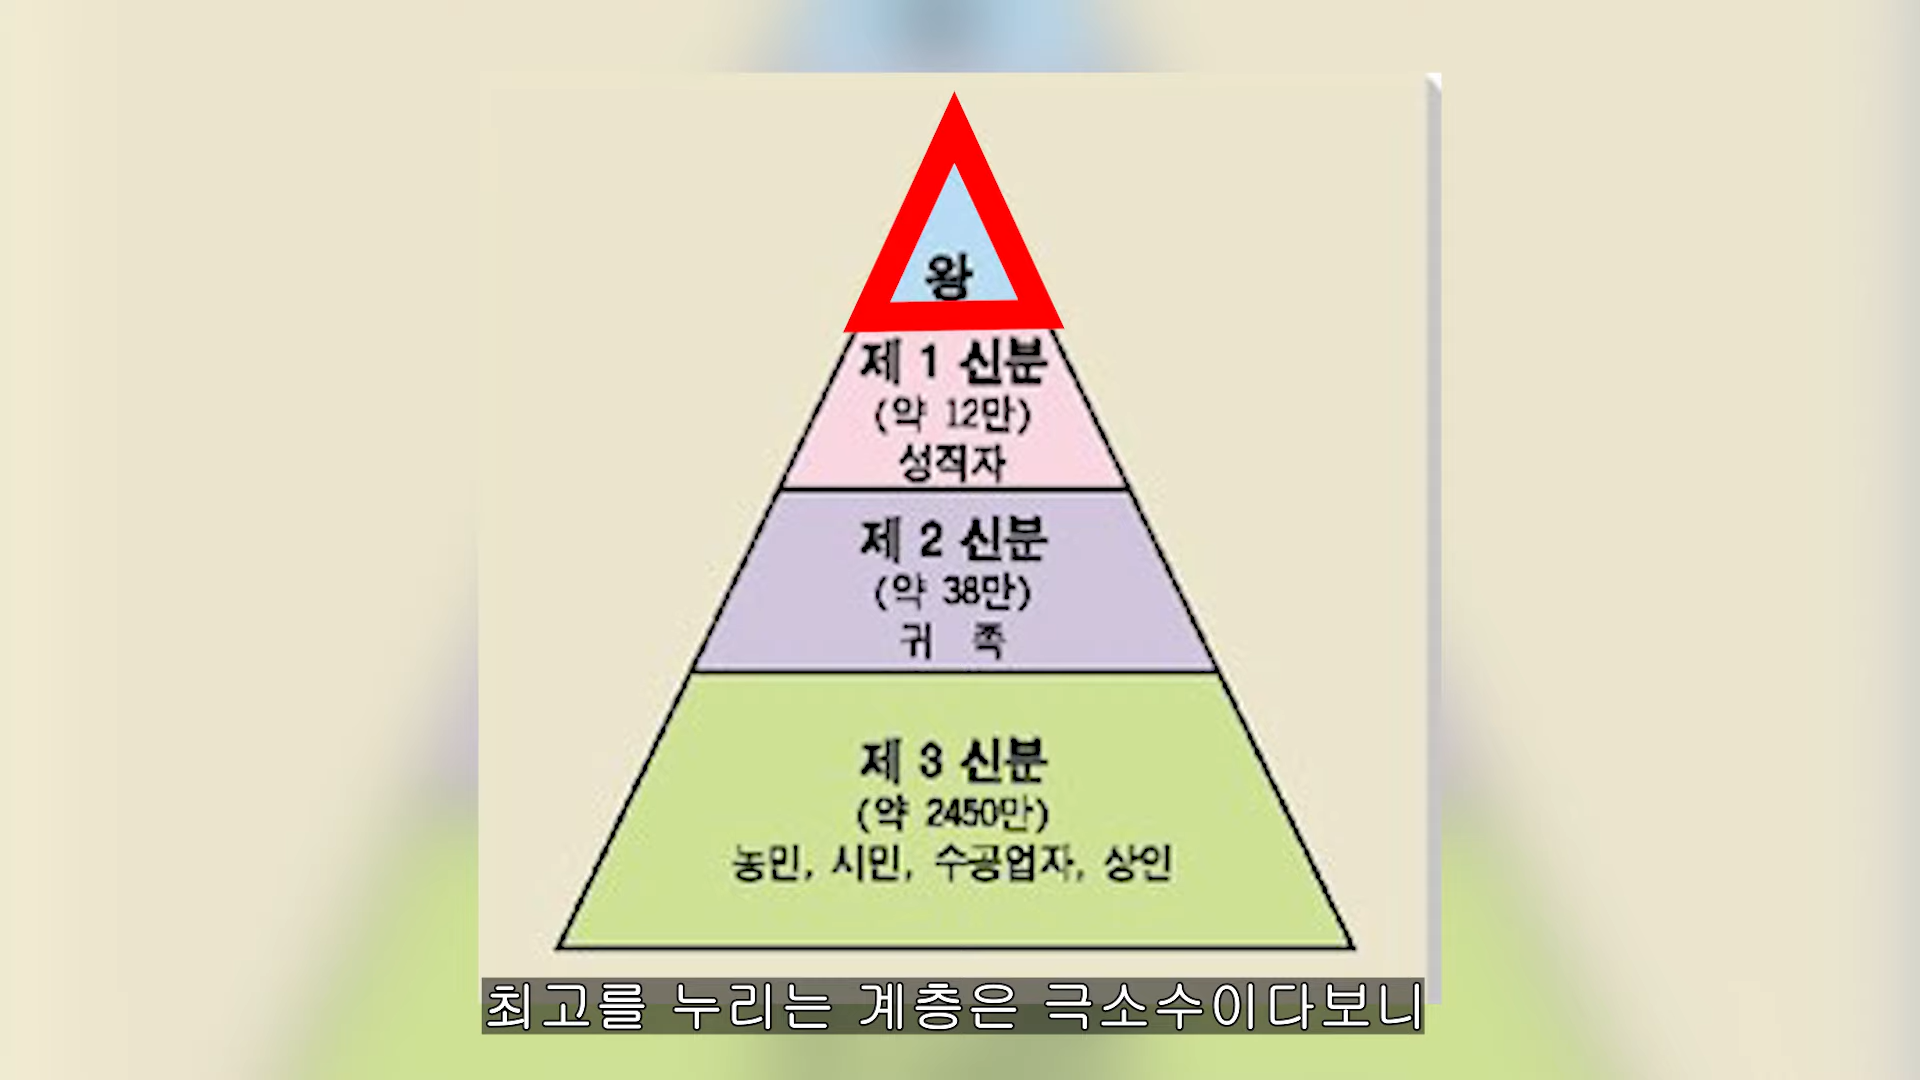 왕
제 1 신분
(약 12만)
성직자
제 2 신분
(약 38만)
귀 족
제 3 신분
(약 2450만)
농민, 시민, 수공업자, 상인
최고를 누리는 계층은 극소수이다보니